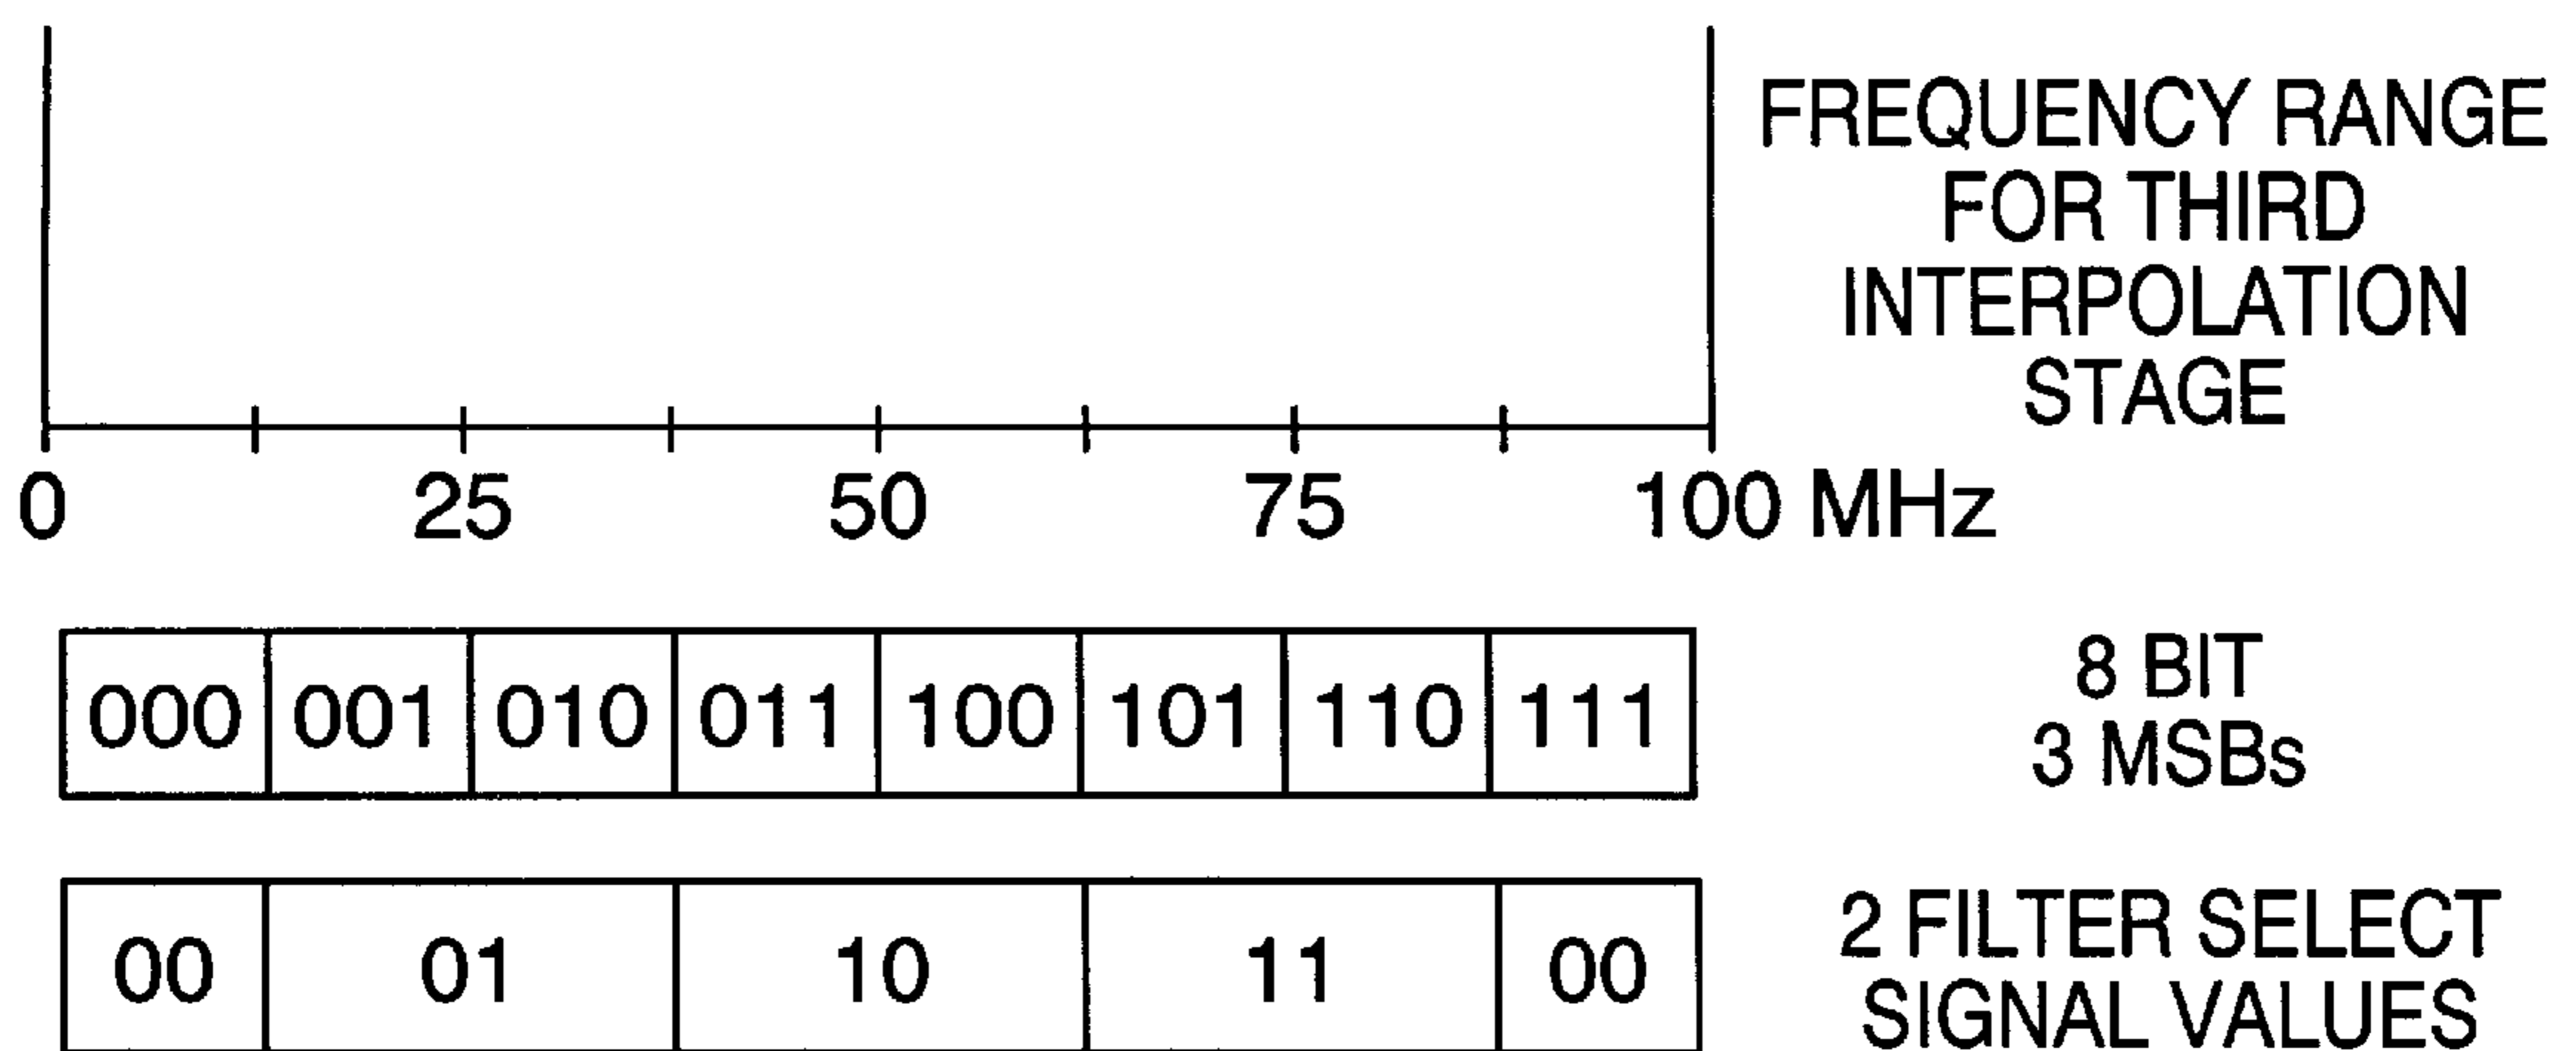 FREQUENCY RANGE
FOR THIRD
INTERPOLATION
STAGE
0 25 50 75 100 MHz
000 001 010 011 100 101 110 111
8 BIT
3 MSBs
00 01 10 11 00
2 FILTER SELECT
SIGNAL VALUES